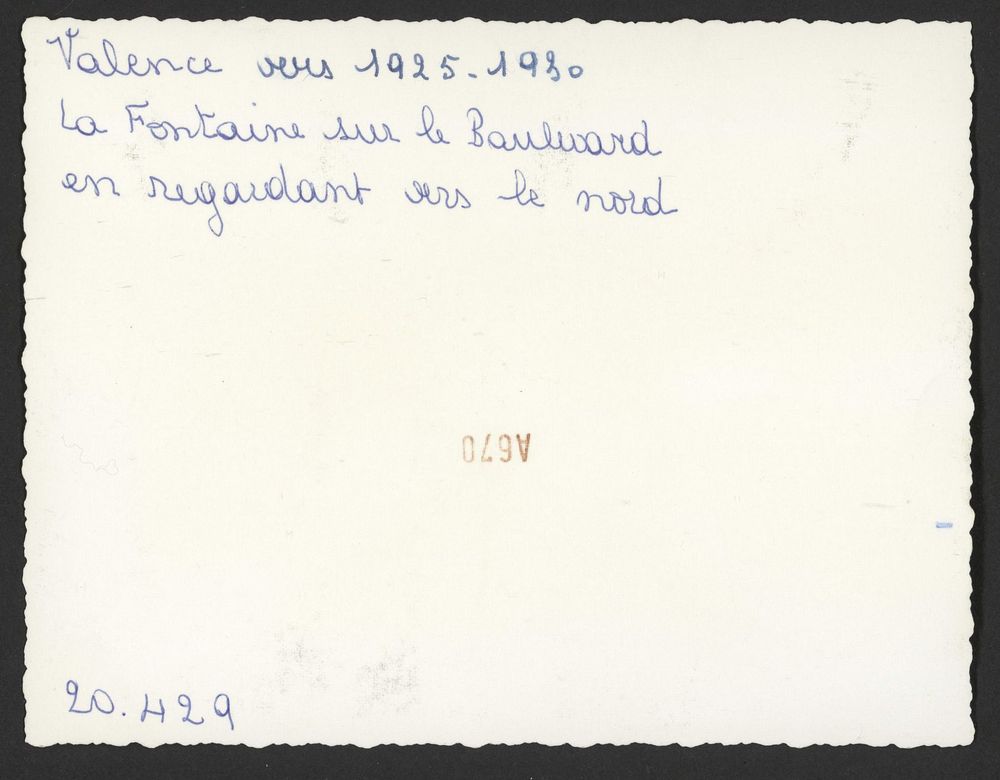 Valence vers 1925-1930
La Fontaine sur le Boulevard
en regardant vers le nord
A670
20.429